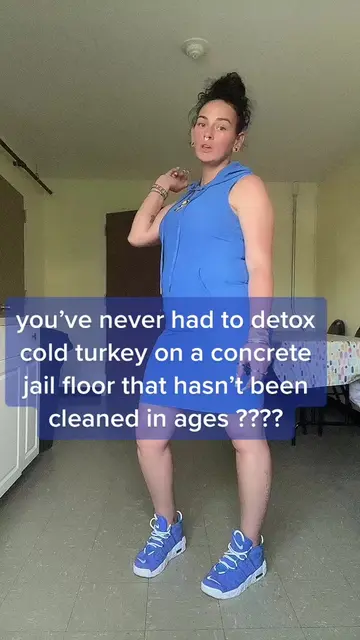 you've never had to detox
cold turkey on a concrete
jail floor that hasn't been
cleaned in ages ????